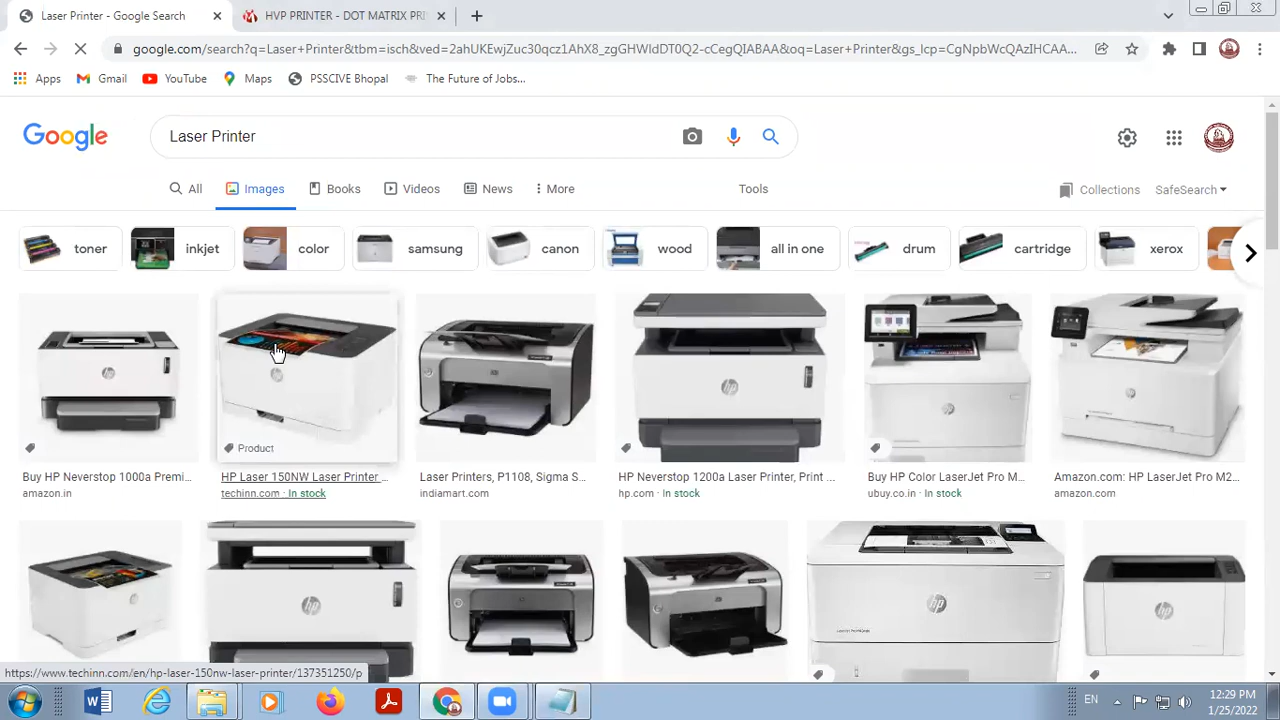 Laser Printer - Google Search
HVP PRINTER - DOT MATRIX PRI
google.com/search?q=Laser+Printer&tbm=isch&ved=2ahUKEwjZuc30qcz1AhX8_zgGHWIdDT0Q2-cCegQIABAA&oq=Laser+Printer&gs_lcp=CgNpbWcQAzIHCAA...
Apps
Gmail
YouTube
Maps
PSSCIVE Bhopal
The Future of Jobs...
Google
Laser Printer
All
Images
Books
Videos
News
More
Tools
Collections
SafeSearch
toner
inkjet
color
samsung
canon
wood
all in one
drum
cartridge
xerox
Product
Buy HP Neverstop 1000a Premi...
amazon.in
HP Laser 150NW Laser Printer ...
techinn.com · In stock
Laser Printers, P1108, Sigma S...
indiamart.com
HP Neverstop 1200a Laser Printer, Print ...
hp.com · In stock
Buy HP Color LaserJet Pro M...
ubuy.co.in · In stock
Amazon.com: HP LaserJet Pro M2...
amazon.com
https://www.techinn.com/en/hp-laser-150nw-laser-printer/137351250/p
EN
12:29 PM
1/25/2022